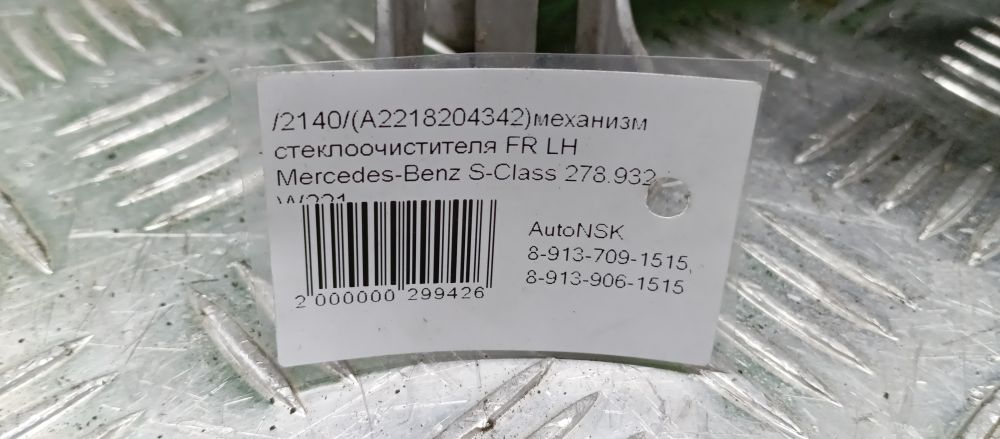 /2140/(A2218204342)механизм
стеклоочистителя FR LH
Mercedes-Benz S-Class 278.932
W221
AutoNSK
8-913-709-1515,
8-913-906-1515
2 000000 299426